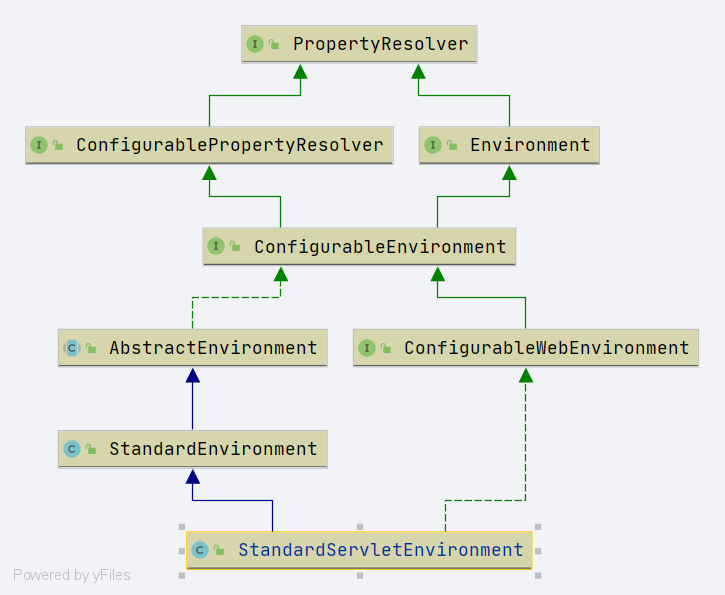 PropertyResolver
ConfigurablePropertyResolver
Environment
ConfigurableEnvironment
AbstractEnvironment
ConfigurableWebEnvironment
StandardEnvironment
StandardServletEnvironment
Powered by yFiles